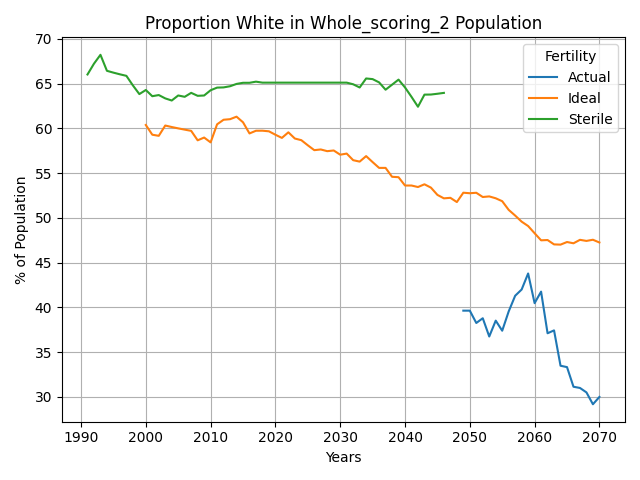 Proportion White in Whole_scoring_2 Population
Fertility
Actual
Ideal
Sterile
% of Population
70
65
60
55
50
45
40
35
30
1990 2000 2010 2020 2030 2040 2050 2060 2070
Years